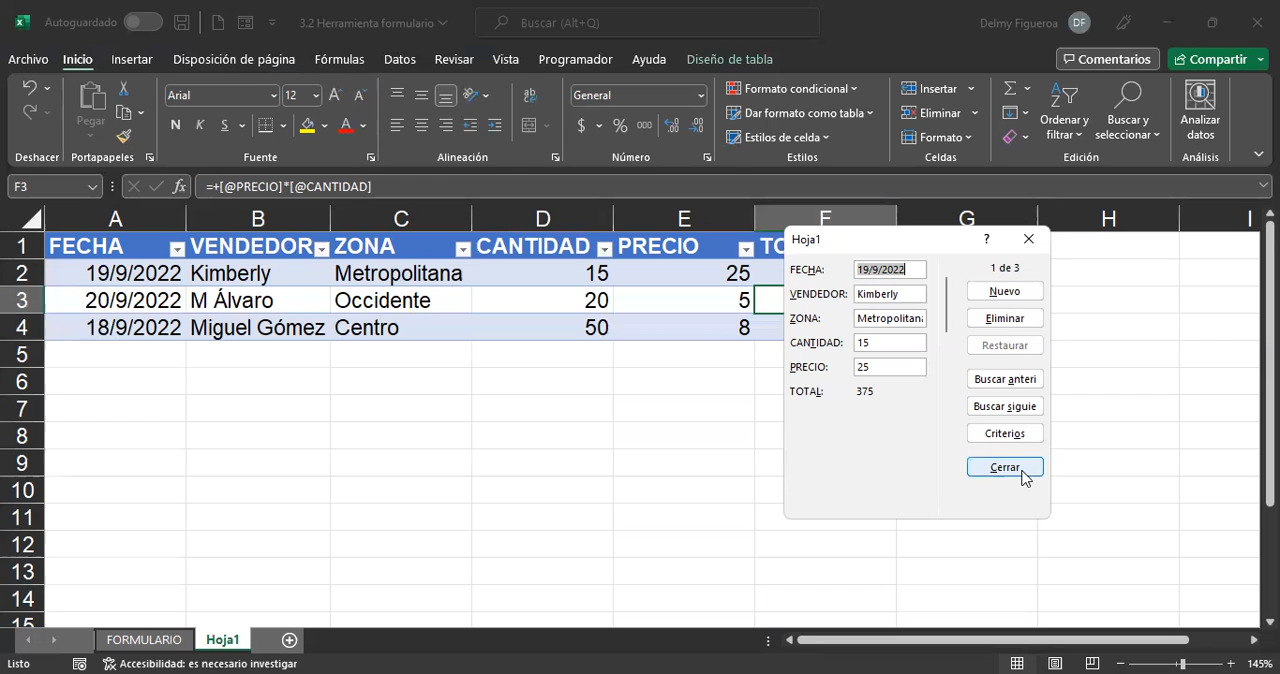 Autoguardado
3.2 Herramienta formulario
Buscar (Alt+Q)
Delmy Figueroa
DF
Archivo Inicio Insertar Disposición de página Fórmulas Datos Revisar Vista Programador Ayuda Diseño de tabla
Comentarios
Compartir
Pegar
Arial
12
N K S
General
$ % 000
Formato condicional
Dar formato como tabla
Estilos de celda
Insertar
Eliminar
Formato
Ordenar y filtrar
Buscar y seleccionar
Analizar datos
Deshacer Portapapeles Fuente Alineación Número Estilos Celdas Edición Análisis
F3
fx
=+[@PRECIO]*[@CANTIDAD]
A B C D E F G H I
1 FECHA VENDEDOR ZONA CANTIDAD PRECIO
2 19/9/2022 Kimberly Metropolitana 15 25
3 20/9/2022 M Álvaro Occidente 20 5
4 18/9/2022 Miguel Gómez Centro 50 8
5
6
7
8
9
10
11
12
13
14
15
Hoja1
?
FECHA: 19/9/2022
VENDEDOR: Kimberly
ZONA: Metropolitana
CANTIDAD: 15
PRECIO: 25
TOTAL: 375
1 de 3
Nuevo
Eliminar
Restaurar
Buscar anteri
Buscar siguie
Criterios
Cerrar
FORMULARIO
Hoja1
Listo
Accesibilidad: es necesario investigar
145%